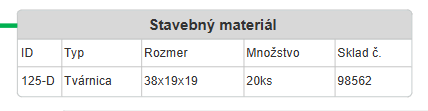 Stavebný materiál
ID Typ Rozmer Množstvo Sklad č.
125-D Tvárnica 38x19x19 20ks 98562